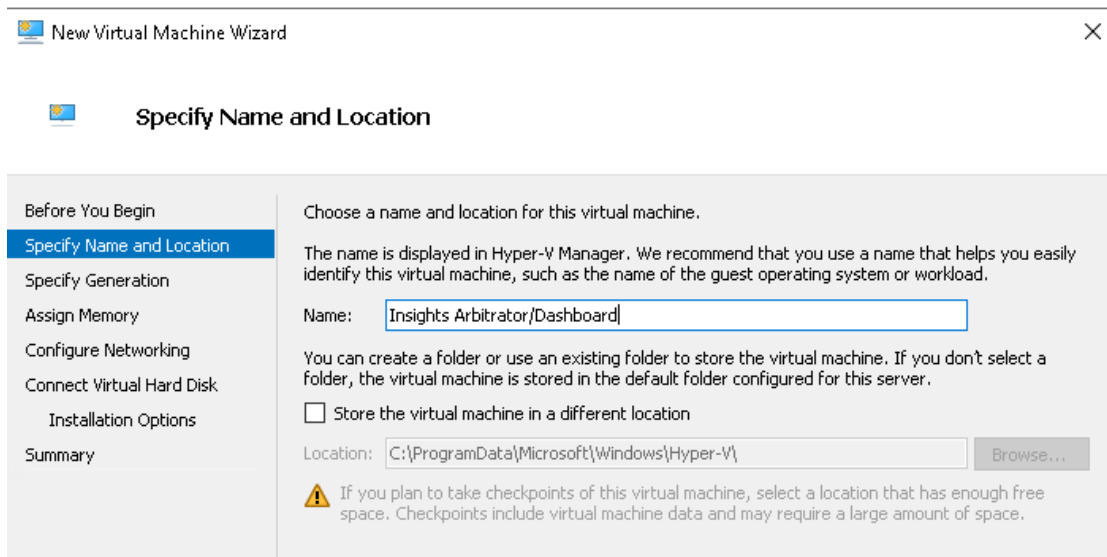 New Virtual Machine Wizard
Specify Name and Location
Before You Begin
Specify Name and Location
Specify Generation
Assign Memory
Configure Networking
Connect Virtual Hard Disk
Installation Options
Summary
Choose a name and location for this virtual machine.
The name is displayed in Hyper-V Manager. We recommend that you use a name that helps you easily
identify this virtual machine, such as the name of the guest operating system or workload.
Name: Insights Arbitrator/Dashboard
You can create a folder or use an existing folder to store the virtual machine. If you don't select a
folder, the virtual machine is stored in the default folder configured for this server.
Store the virtual machine in a different location
Location: C:\ProgramData\Microsoft\Windows\Hyper-V\ Browse...
If you plan to take checkpoints of this virtual machine, select a location that has enough free
space. Checkpoints include virtual machine data and may require a large amount of space.